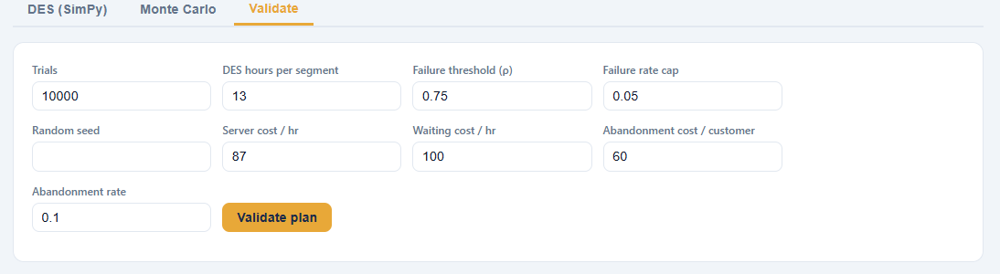 DES (SimPy) Monte Carlo Validate
Trials DES hours per segment Failure threshold (ρ) Failure rate cap
10000 13 0.75 0.05
Random seed Server cost / hr Waiting cost / hr Abandonment cost / customer
87 100 60
Abandonment rate
0.1 Validate plan